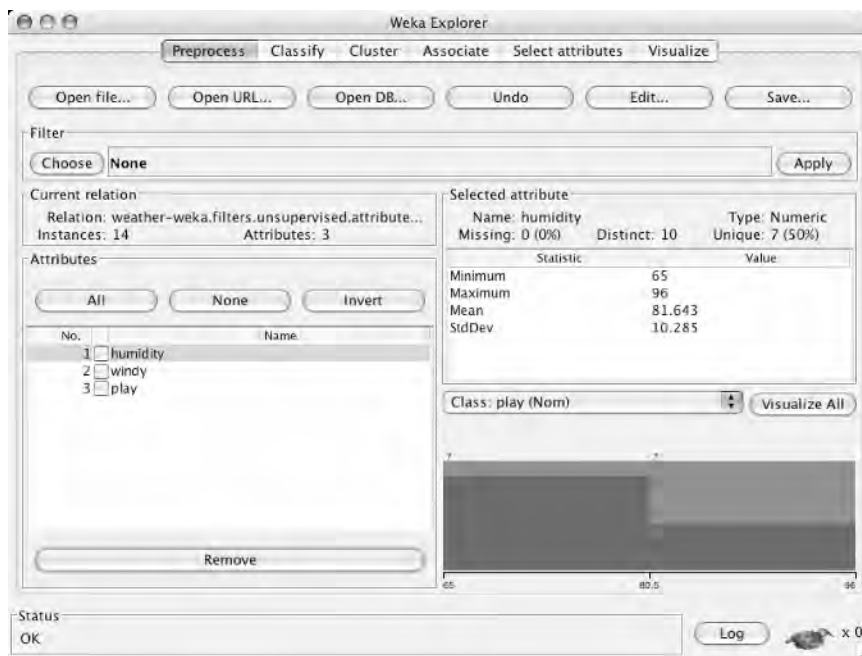 Weka Explorer
Preprocess Classify Cluster Associate Select attributes Visualize
Open file... Open URL... Open DB... Undo Edit... Save...
Filter
Choose None Apply
Current relation
Relation: weather-weka.filters.unsupervised.attribute...
Instances: 14 Attributes: 3
Selected attribute
Name: humidity Type: Numeric
Missing: 0 (0%) Distinct: 10 Unique: 7 (50%)
Statistic Value
Minimum 65
Maximum 96
Mean 81.643
StdDev 10.285
Attributes
All None Invert
No. Name
1 humidity
2 windy
3 play
Remove
Class: play (Nom) Visualize All
7 7
65 80.5 96
Status
OK
Log x 0